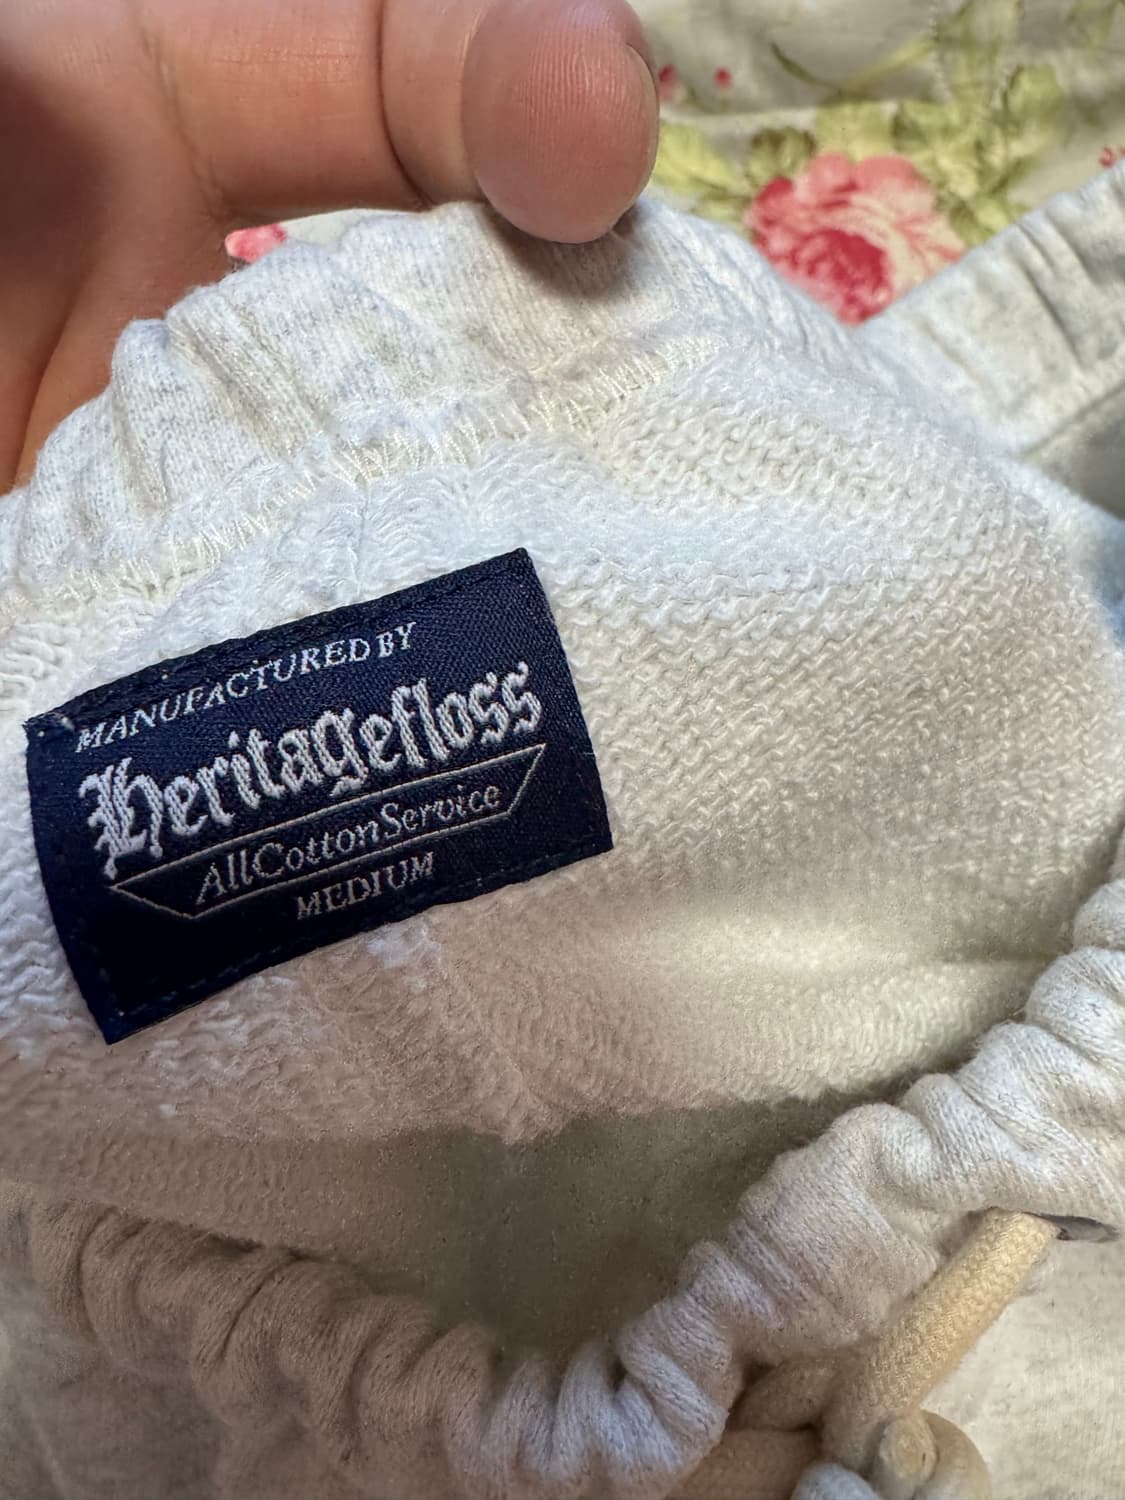 MANUFACTURED BY
Heritagefloss
AllCottonService
MEDIUM